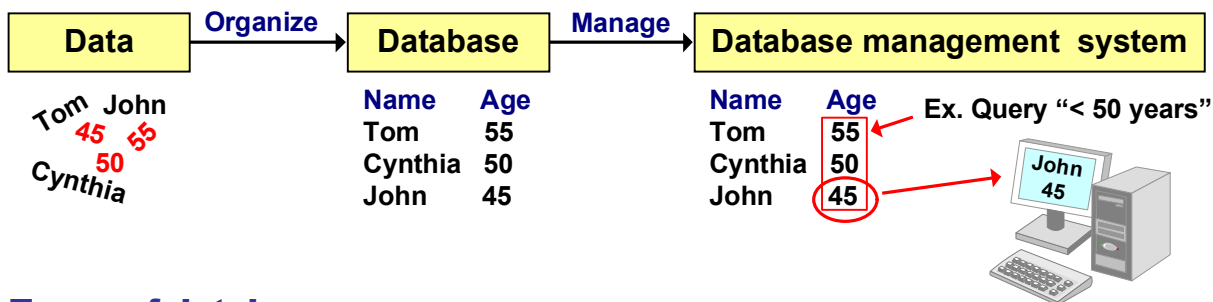 Organize
Manage
Data
Database
Database management system
Tom John
45 55
50
Cynthia
Name Age
Tom 55
Cynthia 50
John 45
Name Age
Tom 55
Cynthia 50
John 45
Ex. Query “< 50 years”
John
45